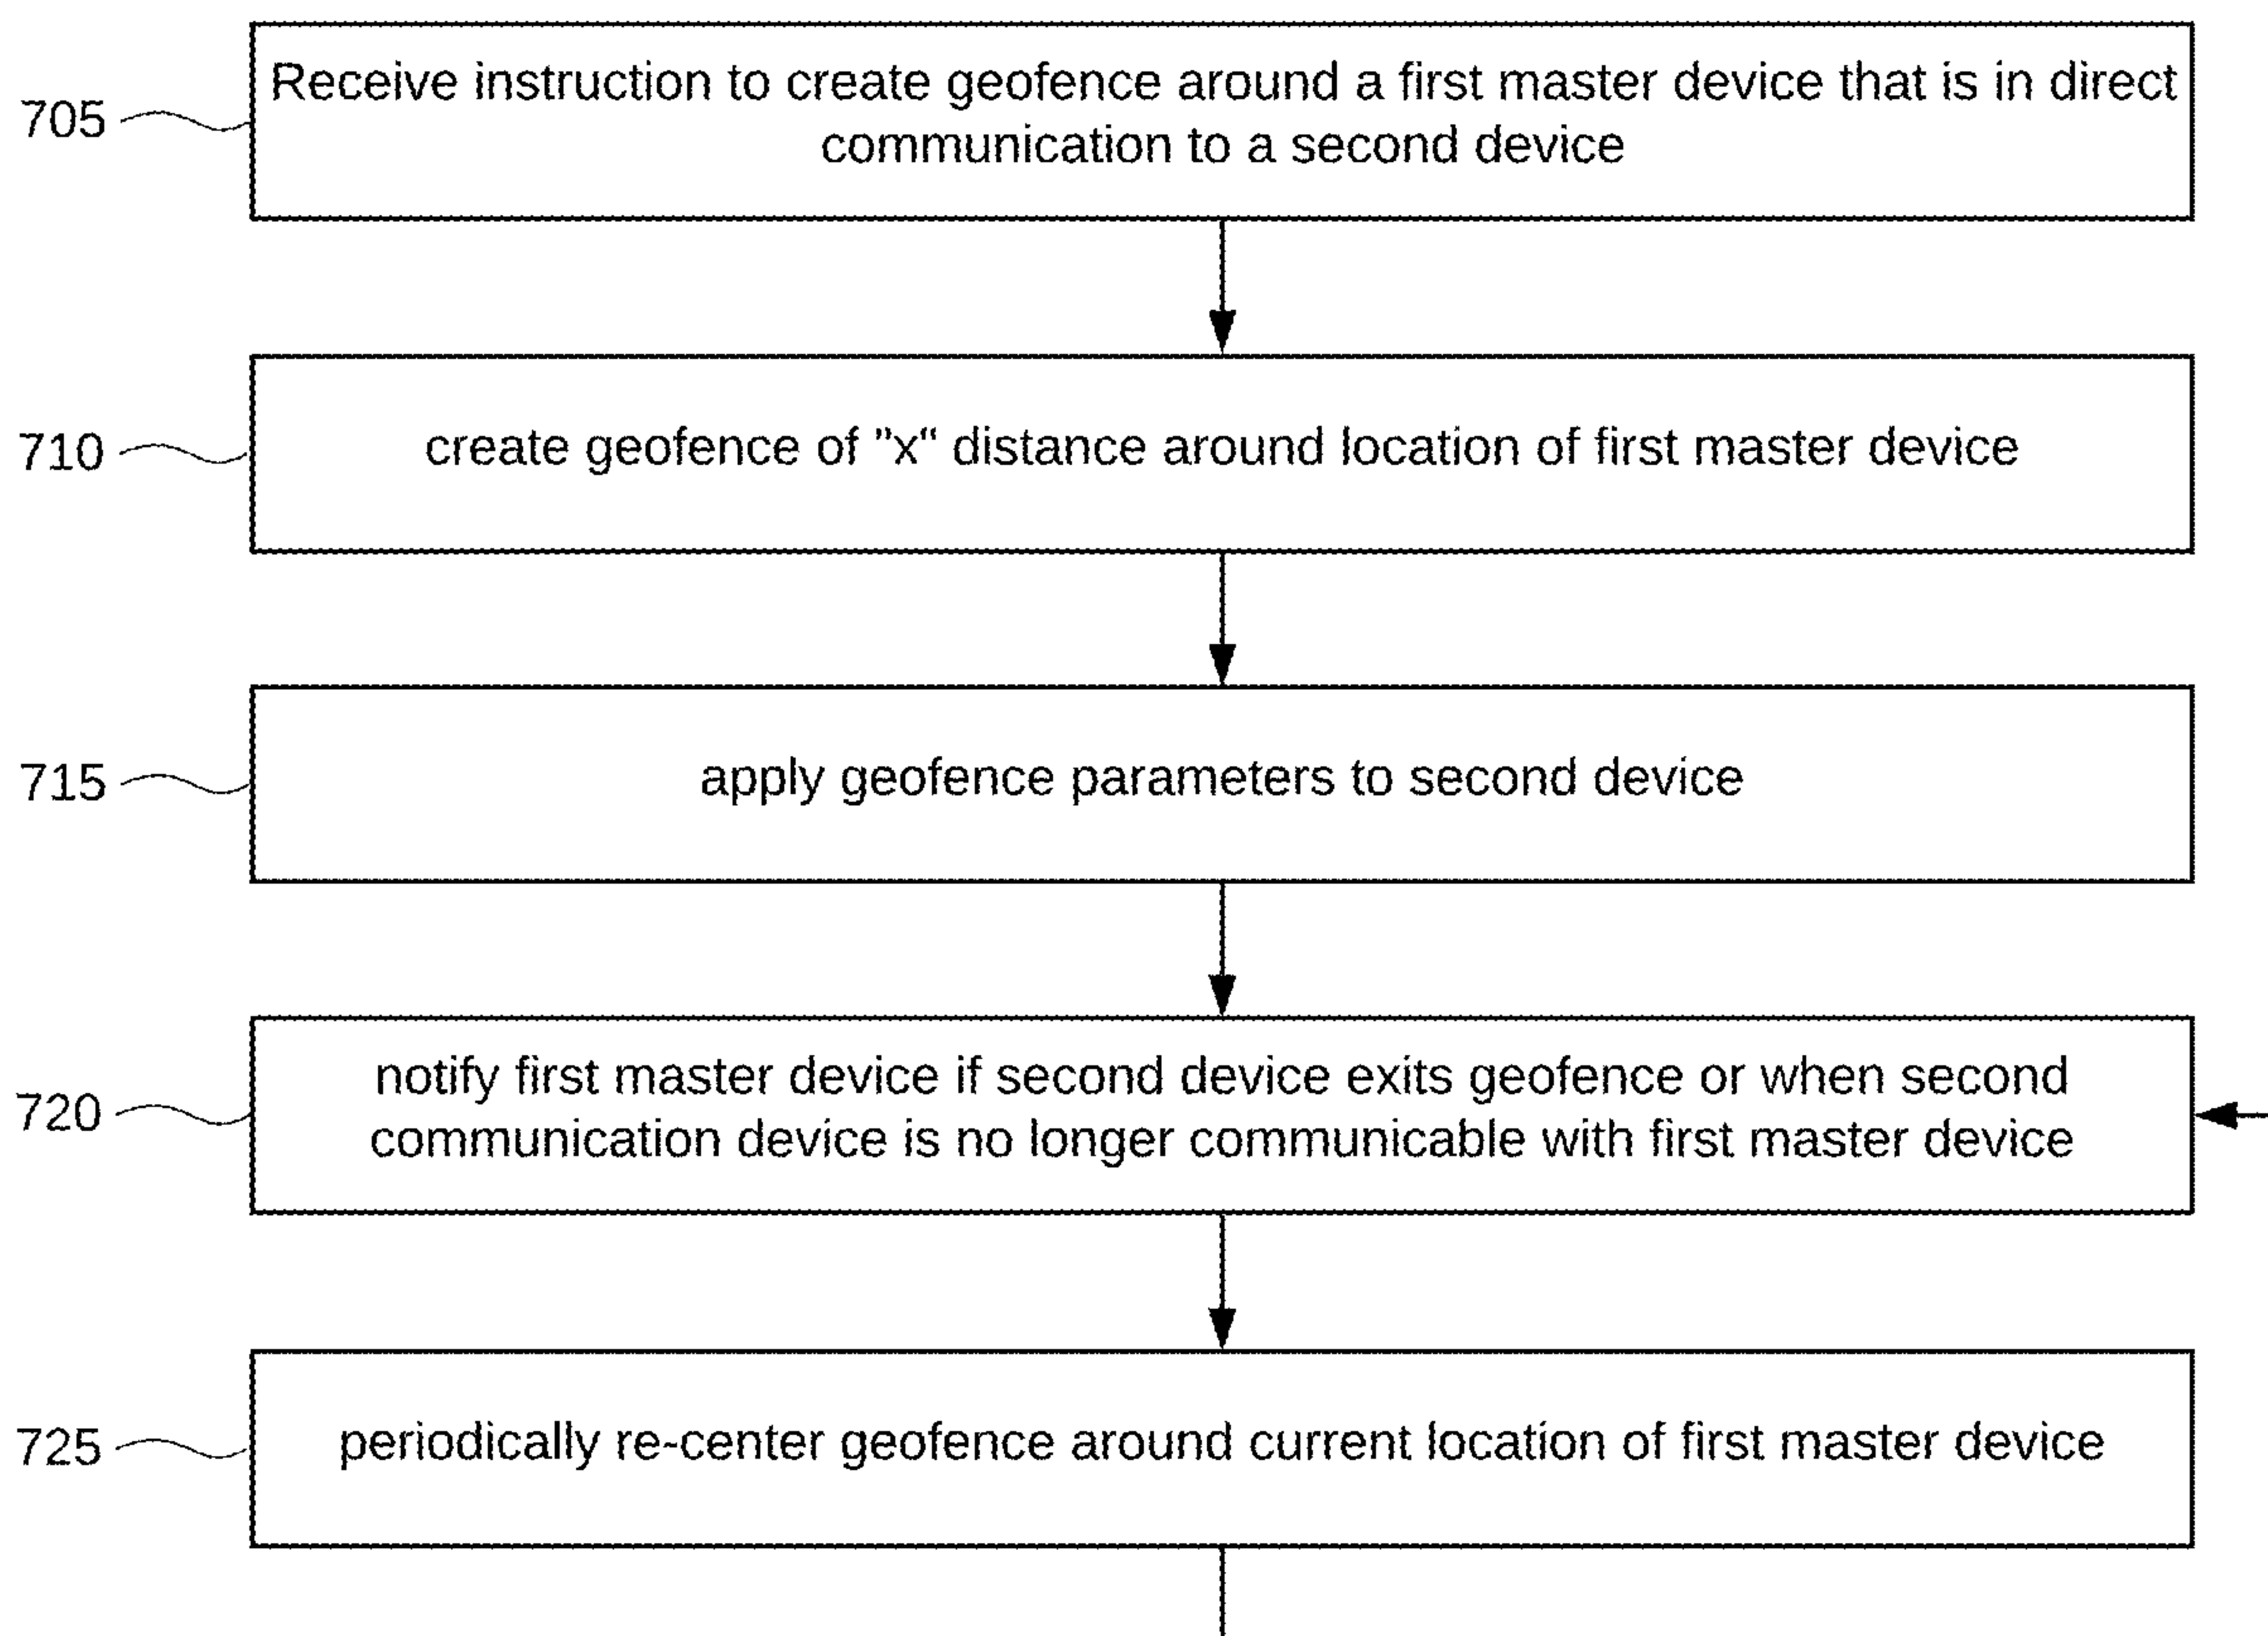 705
Receive instruction to create geofence around a first master device that is in direct
communication to a second device
710
create geofence of ”x“ distance around location of first master device
715
apply geofence parameters to second device
720
notify first master device if second device exits geofence or when second
communication device is no longer communicable with first master device
725
periodically re-center geofence around current location of first master device